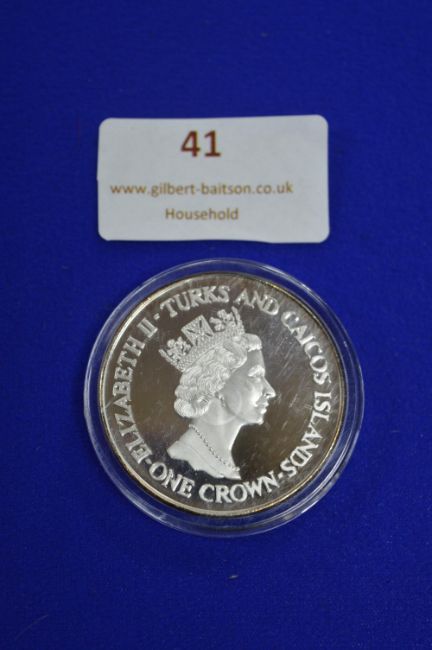 41
www.gilbert-baitson.co.uk
Household
ELIZABETH II · TURKS AND CAICOS ISLANDS ·
ONE CROWN ·